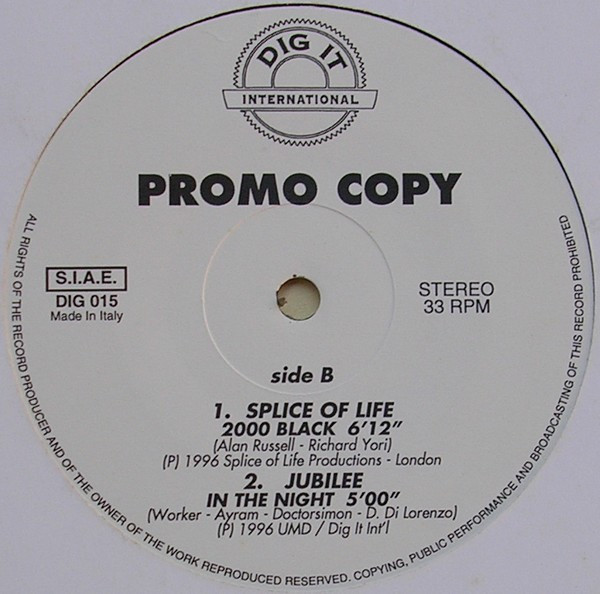 DIG IT
INTERNATIONAL
PROMO COPY
S.I.A.E.
DIG 015
Made In Italy
STEREO
33 RPM
side B
1. SPLICE OF LIFE
2000 BLACK 6'12"
(Alan Russell - Richard Yori)
(P) 1996 Splice of Life Productions - London
2. JUBILEE
IN THE NIGHT 5'00"
(Worker - Ayram - Doctorsimon - D. Di Lorenzo)
(P) 1996 UMD / Dig It Int'l
ALL RIGHTS OF THE RECORD PRODUCER AND OF THE OWNER OF THE WORK REPRODUCED RESERVED. COPYING, PUBLIC PERFORMANCE AND BROADCASTING OF THIS RECORD PROHIBITED